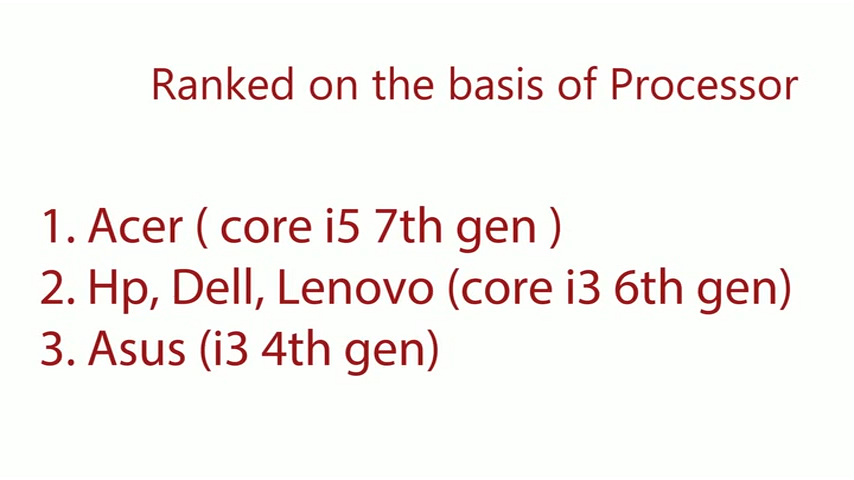 Ranked on the basis of Processor
1. Acer ( core i5 7th gen )
2. Hp, Dell, Lenovo (core i3 6th gen)
3. Asus (i3 4th gen)